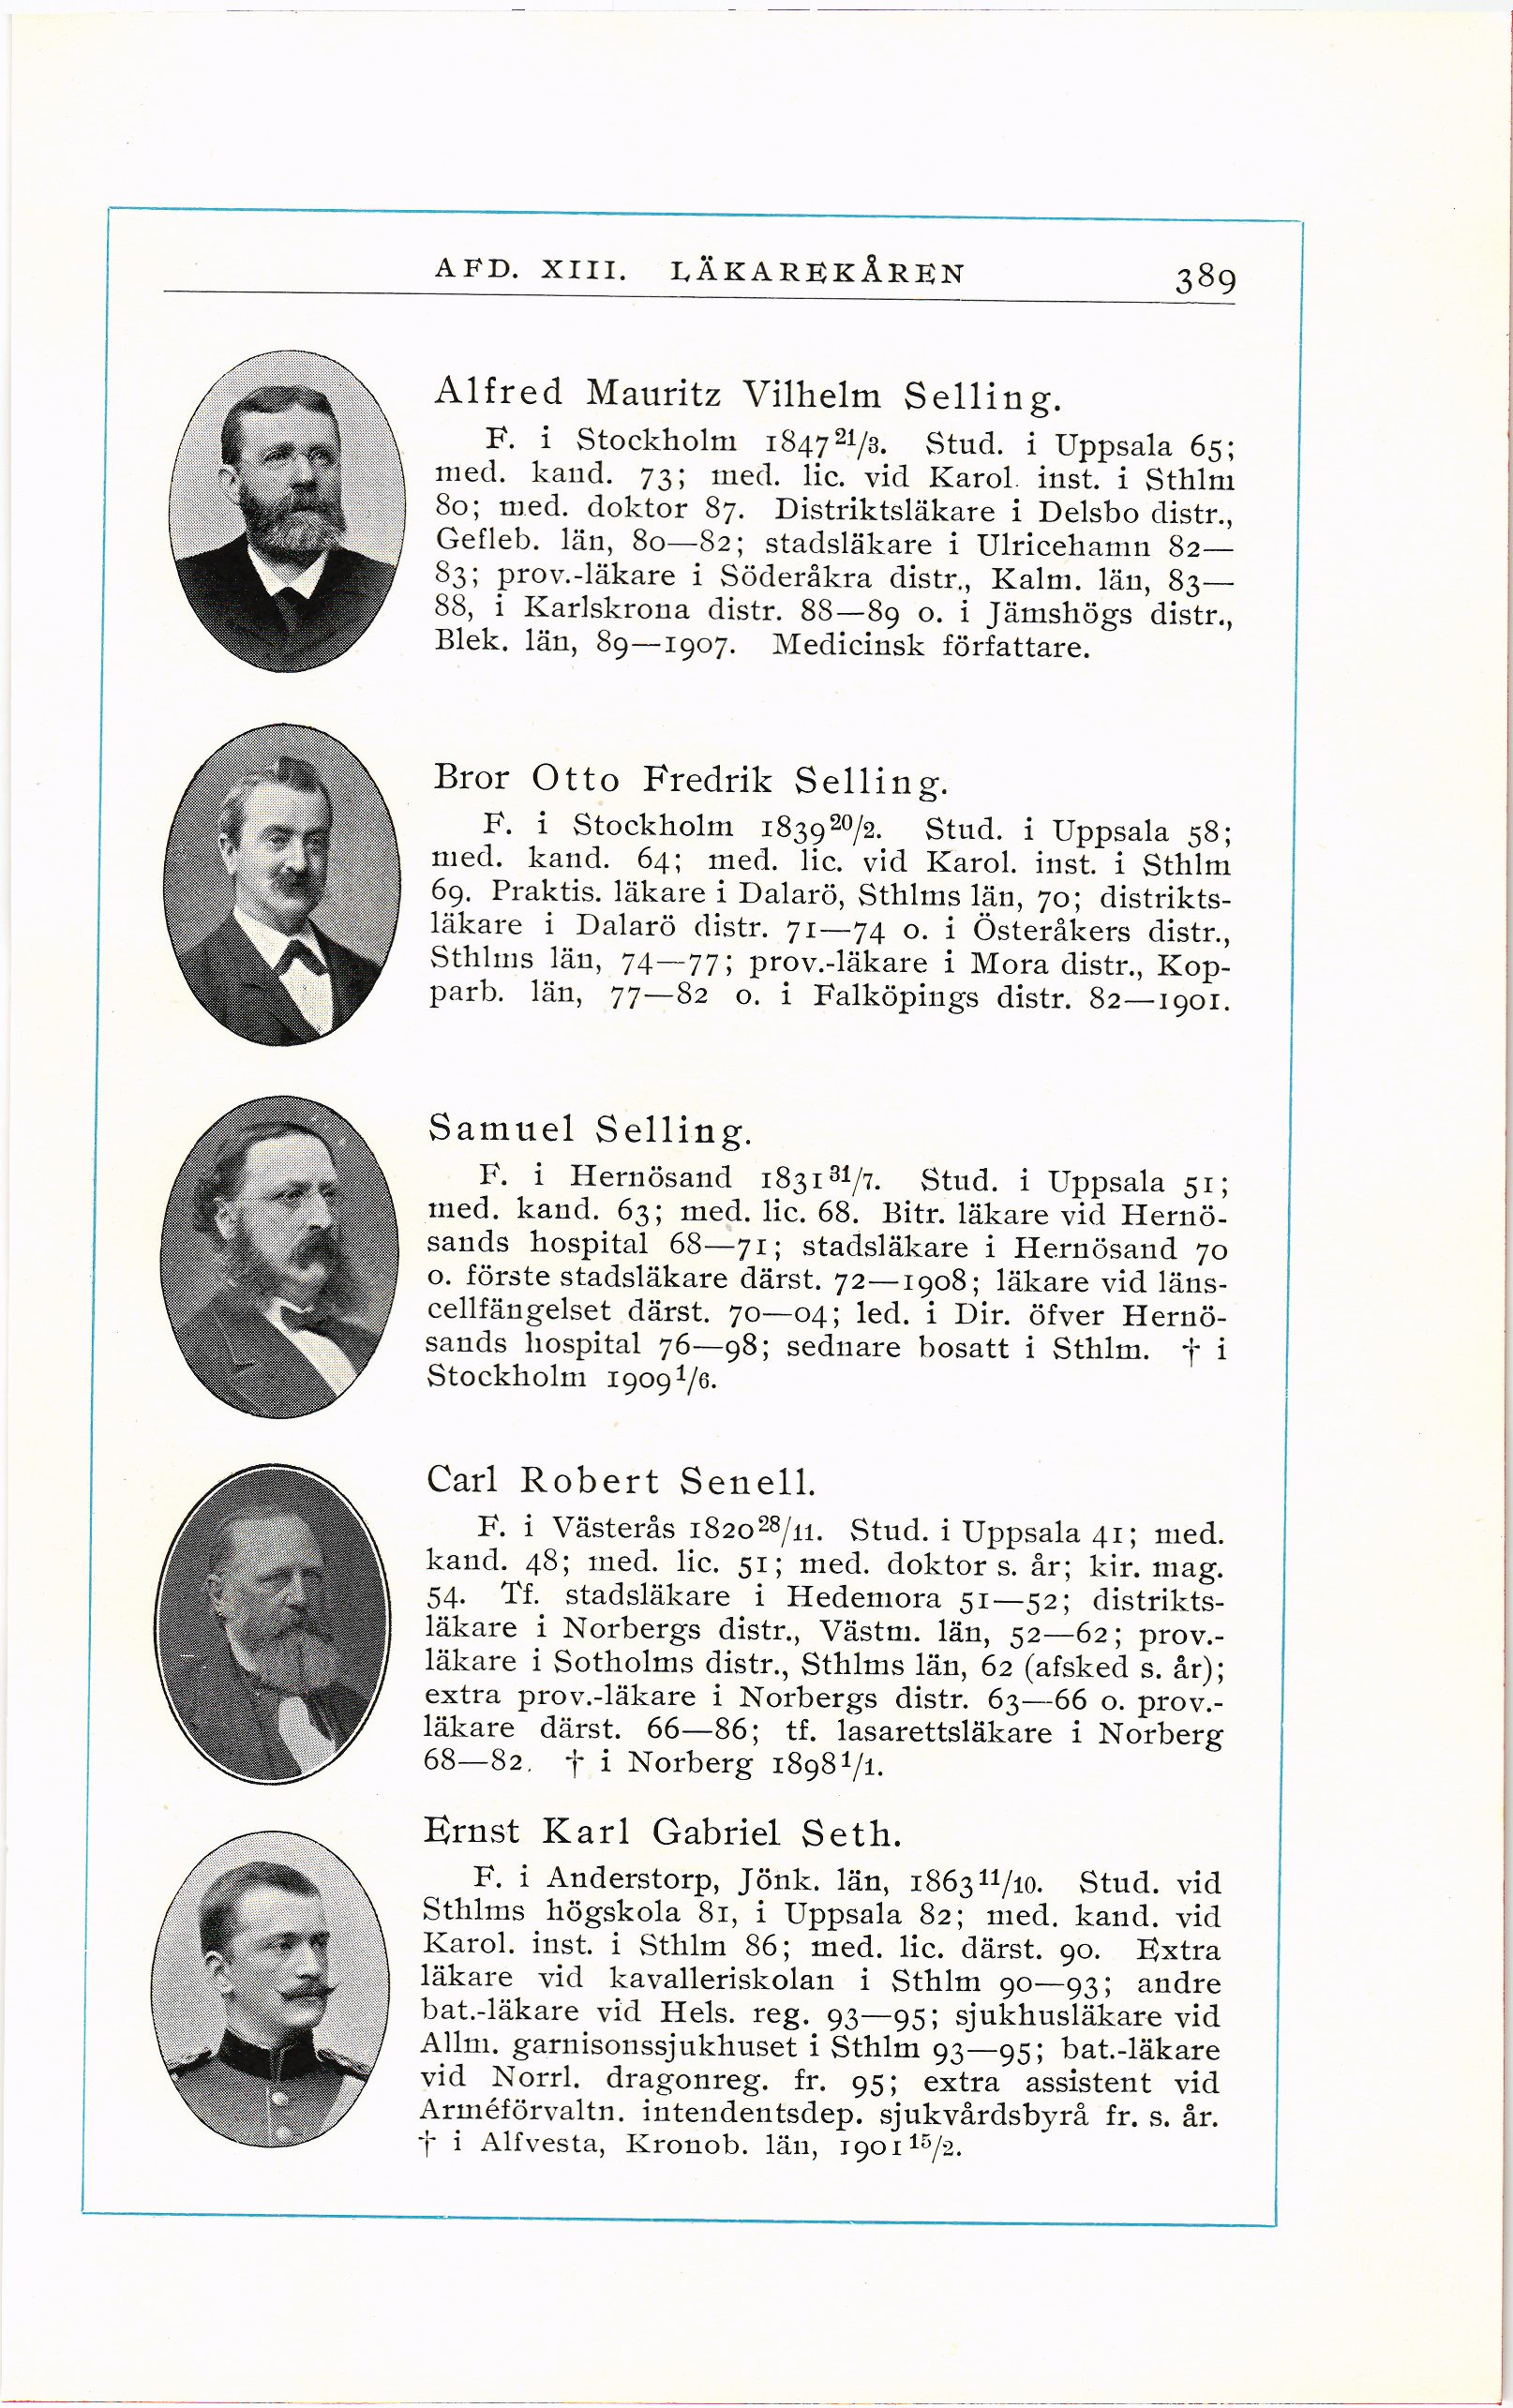 AFD. XIII. LÄKAREKÅREN 389
Alfred Mauritz Vilhelm Selling.
F. i Stockholm 1847 21/3. Stud. i Uppsala 65;
med. kand. 73; med. lic. vid Karol. inst. i Sthlm
80; med. doktor 87. Distriktsläkare i Delsbo distr.,
Gefleb. län, 80—82; stadsläkare i Ulricehamn 82—
83; prov.-läkare i Söderåkra distr., Kalm. län, 83—
88, i Karlskrona distr. 88—89 o. i Jämshögs distr.,
Blek. län, 89—1907. Medicinsk författare.
Bror Otto Fredrik Selling.
F. i Stockholm 1839 20/2. Stud. i Uppsala 58;
med. kand. 64; med. lic. vid Karol. inst. i Sthlm
69. Praktis. läkare i Dalarö, Sthlms län, 70; distrikts-
läkare i Dalarö distr. 71—74 o. i Österåkers distr.,
Sthlms län, 74—77; prov.-läkare i Mora distr., Kop-
parb. län, 77—82 o. i Falköpings distr. 82—1901.
Samuel Selling.
F. i Hernösand 1831 31/7. Stud. i Uppsala 51;
med. kand. 63; med. lic. 68. Bitr. läkare vid Hernö-
sands hospital 68—71; stadsläkare i Hernösand 70
o. förste stadsläkare därst. 72—1908; läkare vid läns-
cellfängelset därst. 70—04; led. i Dir. öfver Hernö-
sands hospital 76—98; sednare bosatt i Sthlm. † i
Stockholm 1909 1/6.
Carl Robert Senell.
F. i Västerås 1820 28/11. Stud. i Uppsala 41; med.
kand. 48; med. lic. 51; med. doktor s. år; kir. mag.
54. Tf. stadsläkare i Hedemora 51—52; distrikts-
läkare i Norbergs distr., Västm. län, 52—62; prov.-
läkare i Sotholms distr., Sthlms län, 62 (afsked s. år);
extra prov.-läkare i Norbergs distr. 63—66 o. prov.-
läkare därst. 66—86; tf. lasarettsläkare i Norberg
68—82. † i Norberg 1898 1/1.
Ernst Karl Gabriel Seth.
F. i Anderstorp, Jönk. län, 1863 11/10. Stud. vid
Sthlms högskola 81, i Uppsala 82; med. kand. vid
Karol. inst. i Sthlm 86; med. lic. därst. 90. Extra
läkare vid kavalleriskolan i Sthlm 90—93; andre
bat.-läkare vid Hels. reg. 93—95; sjukhusläkare vid
Allm. garnisonssjukhuset i Sthlm 93—95; bat.-läkare
vid Norrl. dragonreg. fr. 95; extra assistent vid
Arméförvaltn. intendentsdep. sjukvårdsbyrå fr. s. år.
† i Alfvesta, Kronob. län, 1901 15/2.